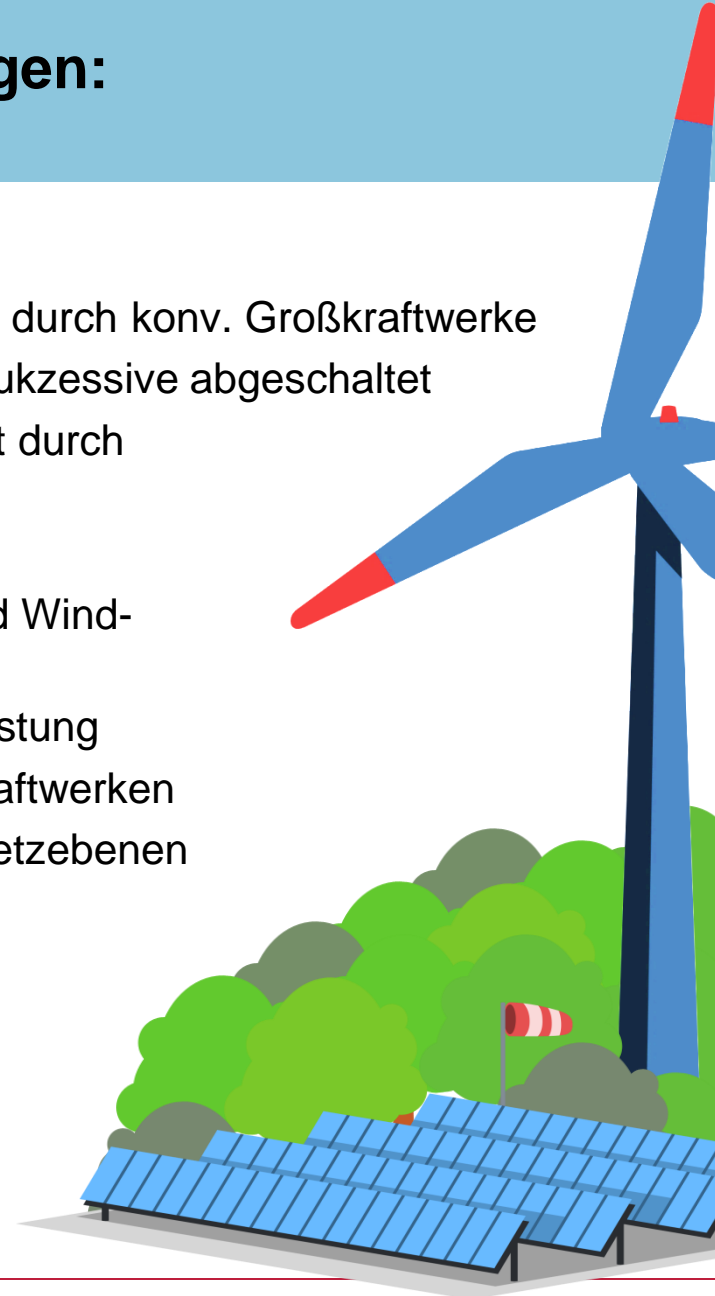 gen:
durch konv. Großkraftwerke
ukzessive abgeschaltet
t durch
d Wind-
stung
aftwerken
etzebenen